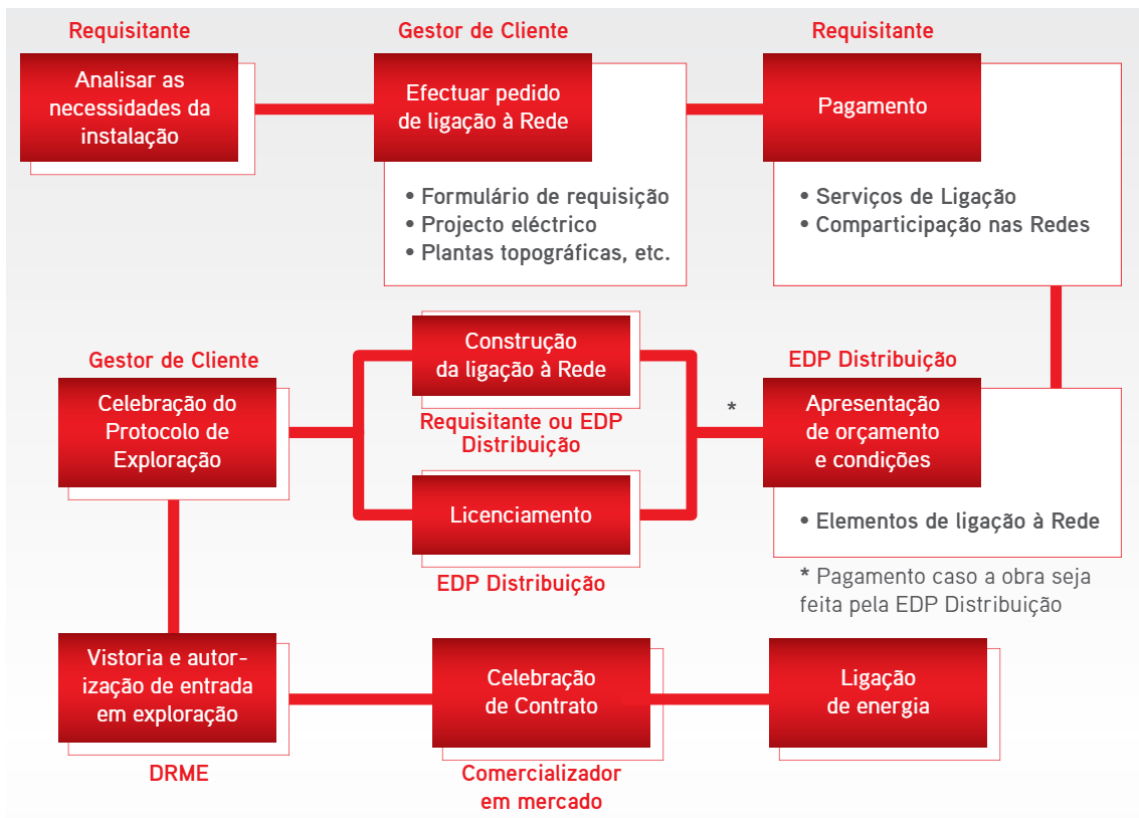 Requisitante
Analisar as
necessidades da
instalação
Gestor de Cliente
Efectuar pedido
de ligação à Rede
• Formulário de requisição
• Projecto eléctrico
• Plantas topográficas, etc.
Requisitante
Pagamento
• Serviços de Ligação
• Comparticipação nas Redes
EDP Distribuição
Apresentação
de orçamento
e condições
• Elementos de ligação à Rede
* Pagamento caso a obra seja
feita pela EDP Distribuição
*
Construção
da ligação à Rede
Requisitante ou EDP
Distribuição
Licenciamento
EDP Distribuição
Gestor de Cliente
Celebração do
Protocolo de
Exploração
Vistoria e autor-
ização de entrada
em exploração
DRME
Celebração
de Contrato
Comercializador
em mercado
Ligação
de energia